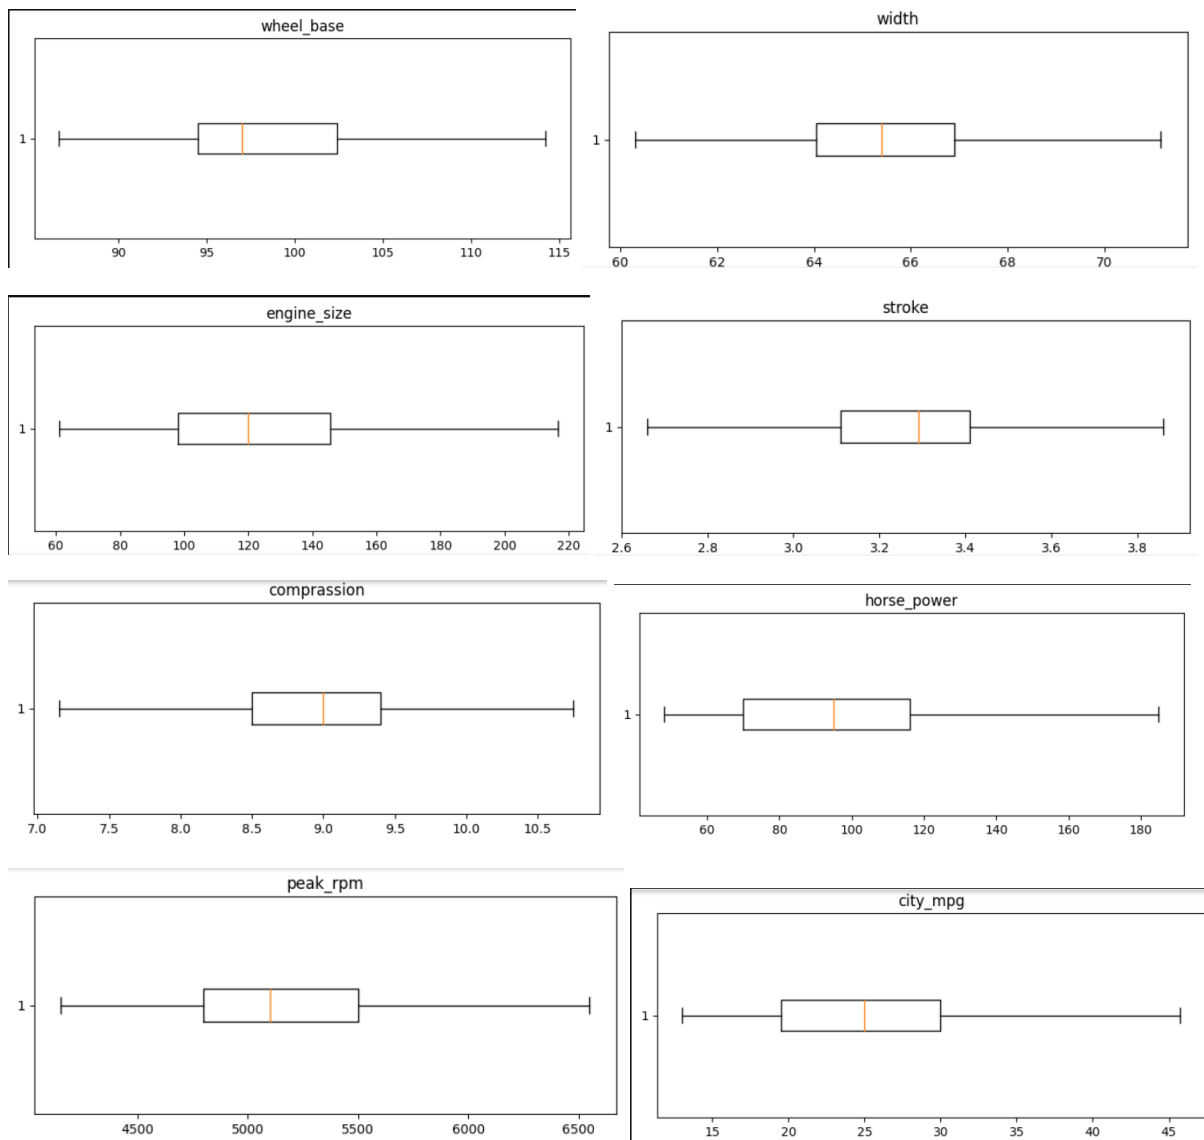 wheel_base
1
90 95 100 105 110 115
width
1
60 62 64 66 68 70
engine_size
1
60 80 100 120 140 160 180 200 220
stroke
1
2.6 2.8 3.0 3.2 3.4 3.6 3.8
comprassion
1
7.0 7.5 8.0 8.5 9.0 9.5 10.0 10.5
horse_power
1
60 80 100 120 140 160 180
peak_rpm
1
4500 5000 5500 6000 6500
city_mpg
1
15 20 25 30 35 40 45